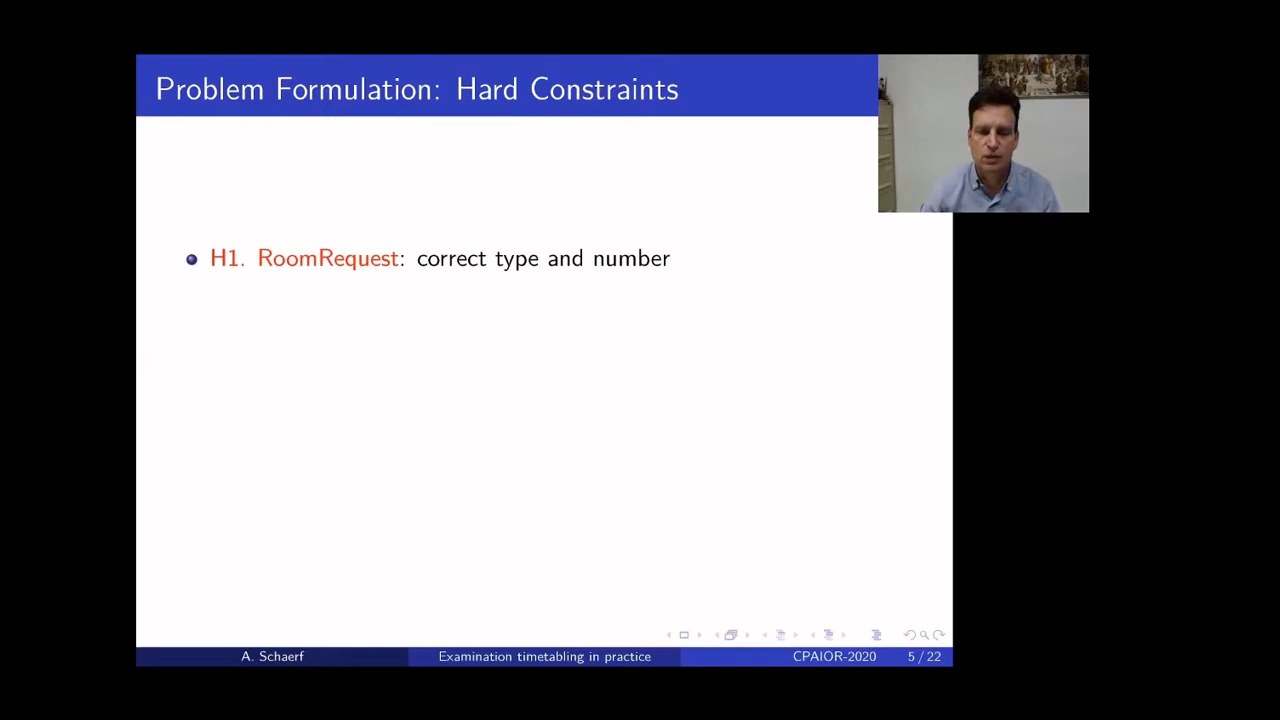 Problem Formulation: Hard Constraints
H1. RoomRequest: correct type and number
A. Schaerf
Examination timetabling in practice
CPAIOR-2020
5 / 22